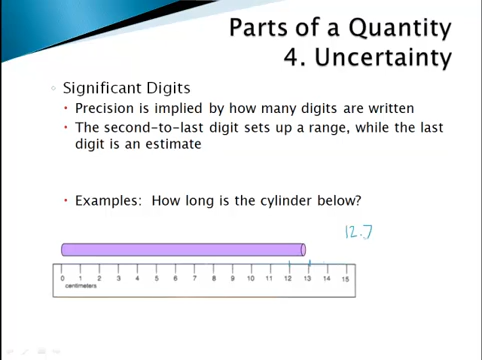 Parts of a Quantity
4. Uncertainty
Significant Digits
Precision is implied by how many digits are written
The second-to-last digit sets up a range, while the last
digit is an estimate
Examples: How long is the cylinder below?
12.7
0 1 2 3 4 5 6 7 8 9 10 11 12 13 14 15
centimeters